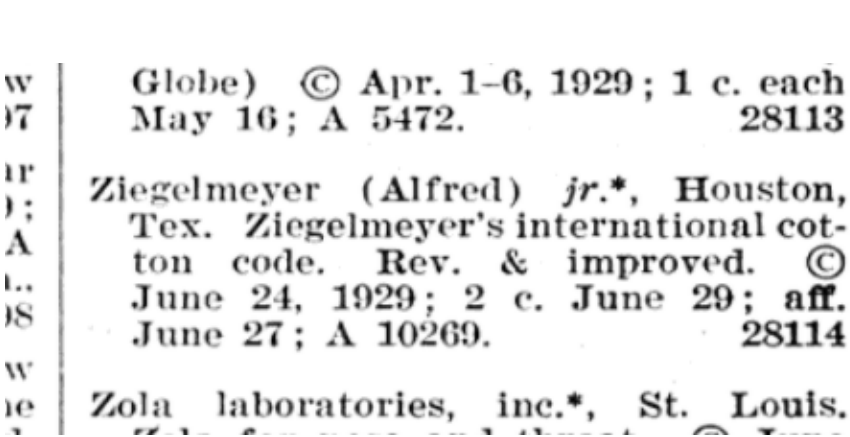 w
97
Globe) © Apr. 1–6, 1929; 1 c. each
May 16; A 5472. 28113
ar
);
A
Ziegelmeyer (Alfred) jr.*, Houston,
Tex. Ziegelmeyer's international cot-
ton code. Rev. & improved. ©
June 24, 1929; 2 c. June 29; aff.
June 27; A 10269. 28114
w
Zola laboratories, inc.*, St. Louis.